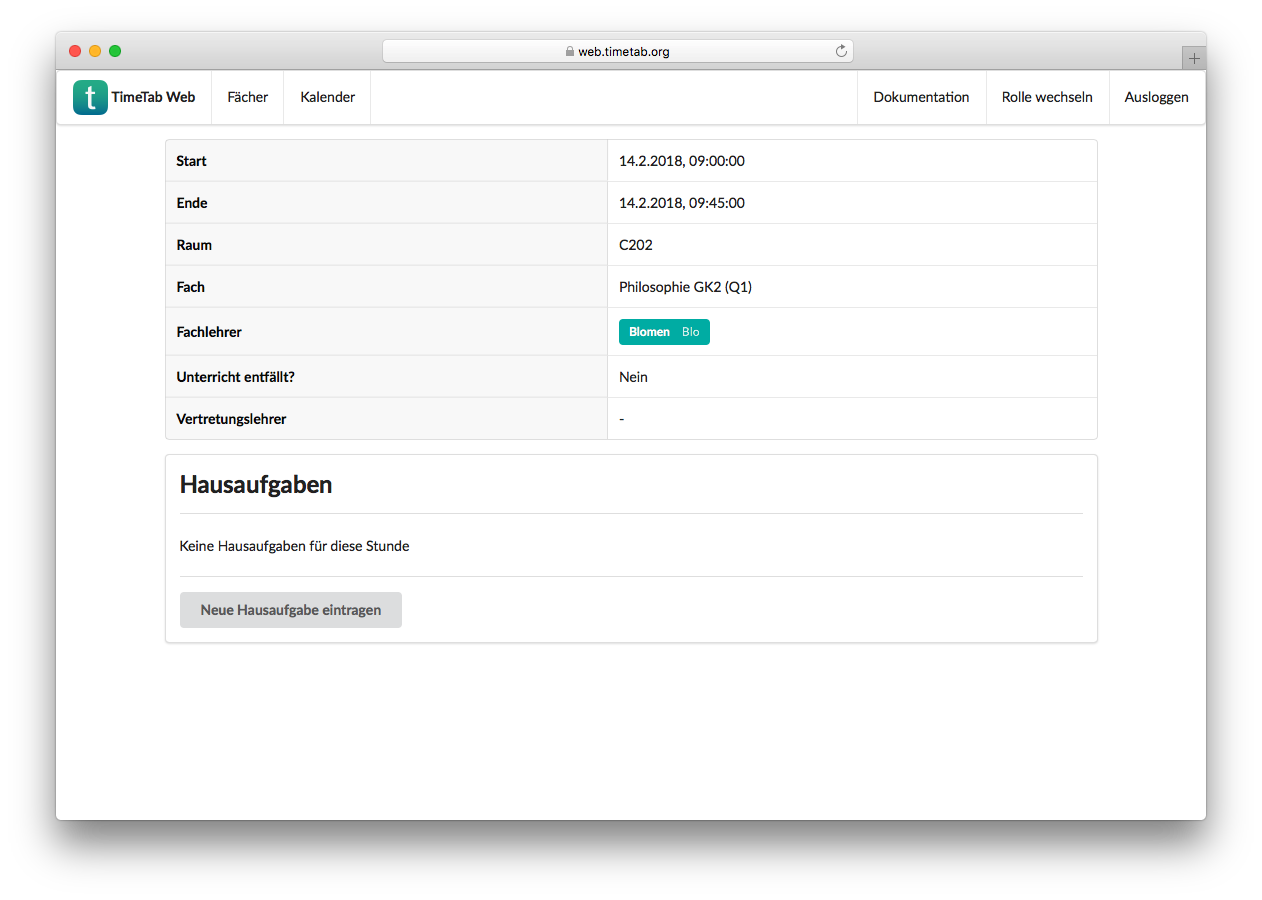 web.timetab.org
t TimeTab Web Fächer Kalender Dokumentation Rolle wechseln Ausloggen
Start 14.2.2018, 09:00:00
Ende 14.2.2018, 09:45:00
Raum C202
Fach Philosophie GK2 (Q1)
Fachlehrer Blomen Blo
Unterricht entfällt? Nein
Vertretungslehrer -
Hausaufgaben
Keine Hausaufgaben für diese Stunde
Neue Hausaufgabe eintragen